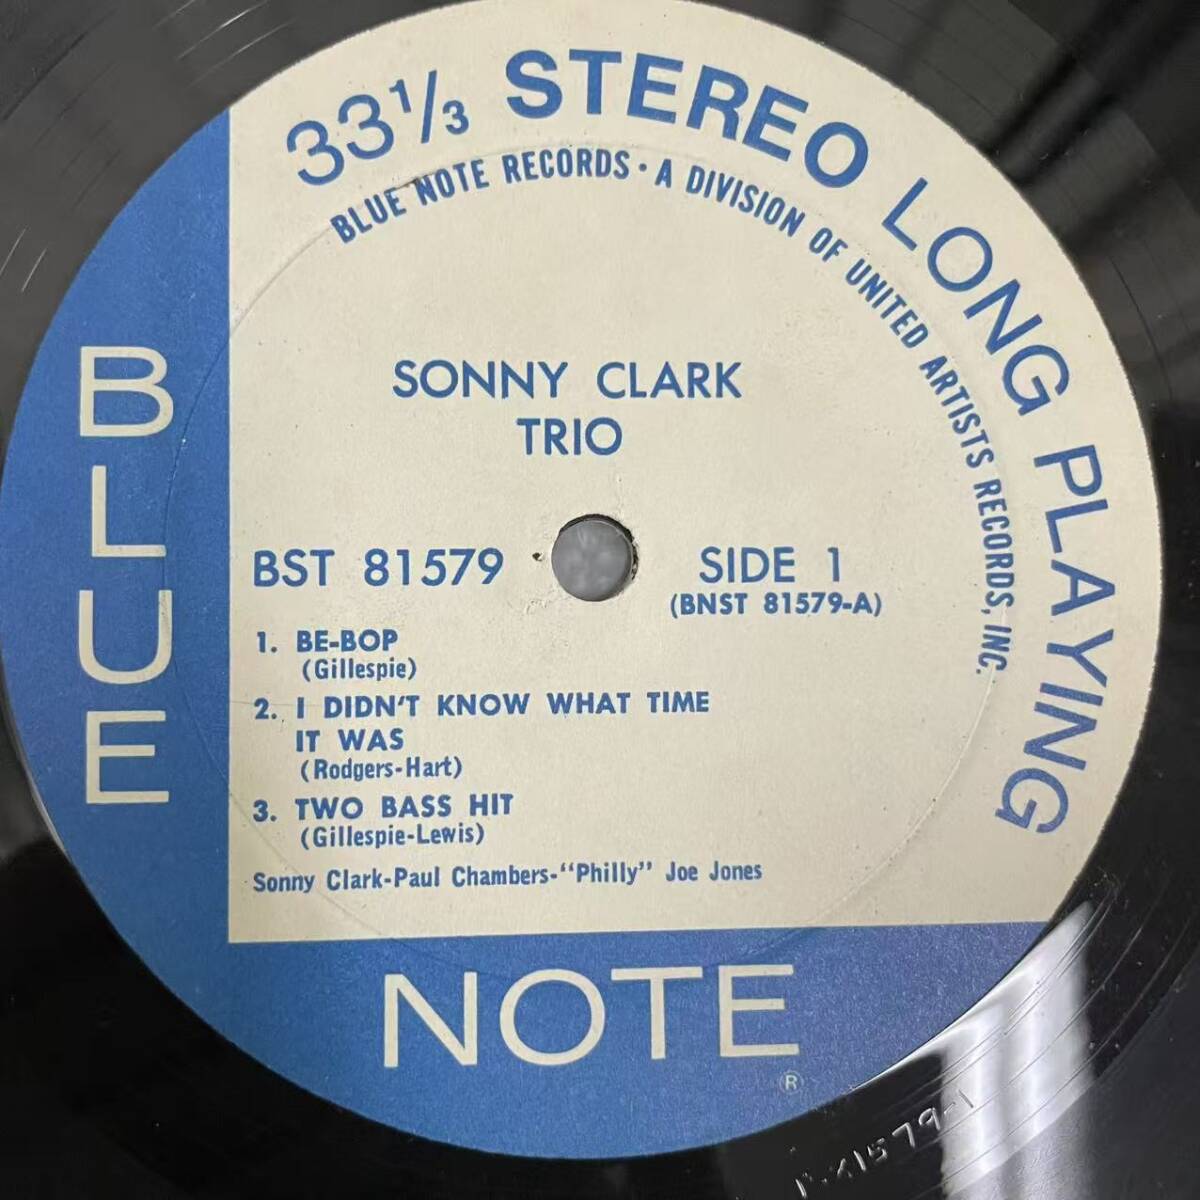 33 1/3 STEREO LONG PLAYING
BLUE NOTE RECORDS · A DIVISION OF UNITED ARTISTS RECORDS, INC.
SONNY CLARK
TRIO
BST 81579
SIDE 1
(BNST 81579-A)
1. BE-BOP
(Gillespie)
2. I DIDN'T KNOW WHAT TIME
IT WAS
(Rodgers-Hart)
3. TWO BASS HIT
(Gillespie-Lewis)
Sonny Clark-Paul Chambers-"Philly" Joe Jones
BLUE
NOTE
®